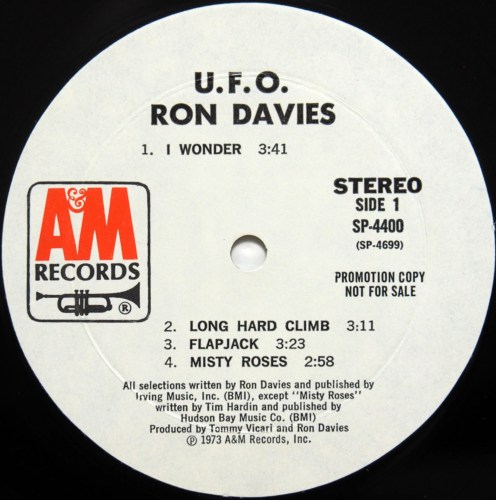 U.F.O.
RON DAVIES
1. I WONDER 3:41
STEREO
SIDE 1
SP-4400
(SP-4699)
A&M
RECORDS
®
PROMOTION COPY
NOT FOR SALE
2. LONG HARD CLIMB 3:11
3. FLAPJACK 3:23
4. MISTY ROSES 2:58
All selections written by Ron Davies and published by
Irving Music, Inc. (BMI), except "Misty Roses"
written by Tim Hardin and published by
Hudson Bay Music Co. (BMI)
Produced by Tommy Vicari and Ron Davies
℗ 1973 A&M Records, Inc.